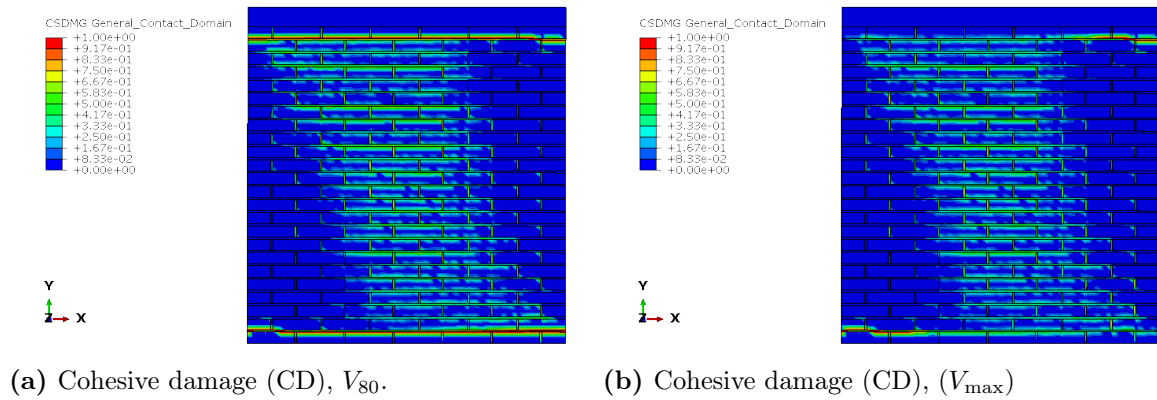 CSDMG General_Contact_Domain
+1.00e+00
+9.17e-01
+8.33e-01
+7.50e-01
+6.67e-01
+5.83e-01
+5.00e-01
+4.17e-01
+3.33e-01
+2.50e-01
+1.67e-01
+8.33e-02
+0.00e+00
Y
Z X
(a) Cohesive damage (CD), V80.
CSDMG General_Contact_Domain
+1.00e+00
+9.17e-01
+8.33e-01
+7.50e-01
+6.67e-01
+5.83e-01
+5.00e-01
+4.17e-01
+3.33e-01
+2.50e-01
+1.67e-01
+8.33e-02
+0.00e+00
Y
Z X
(b) Cohesive damage (CD), (Vmax)